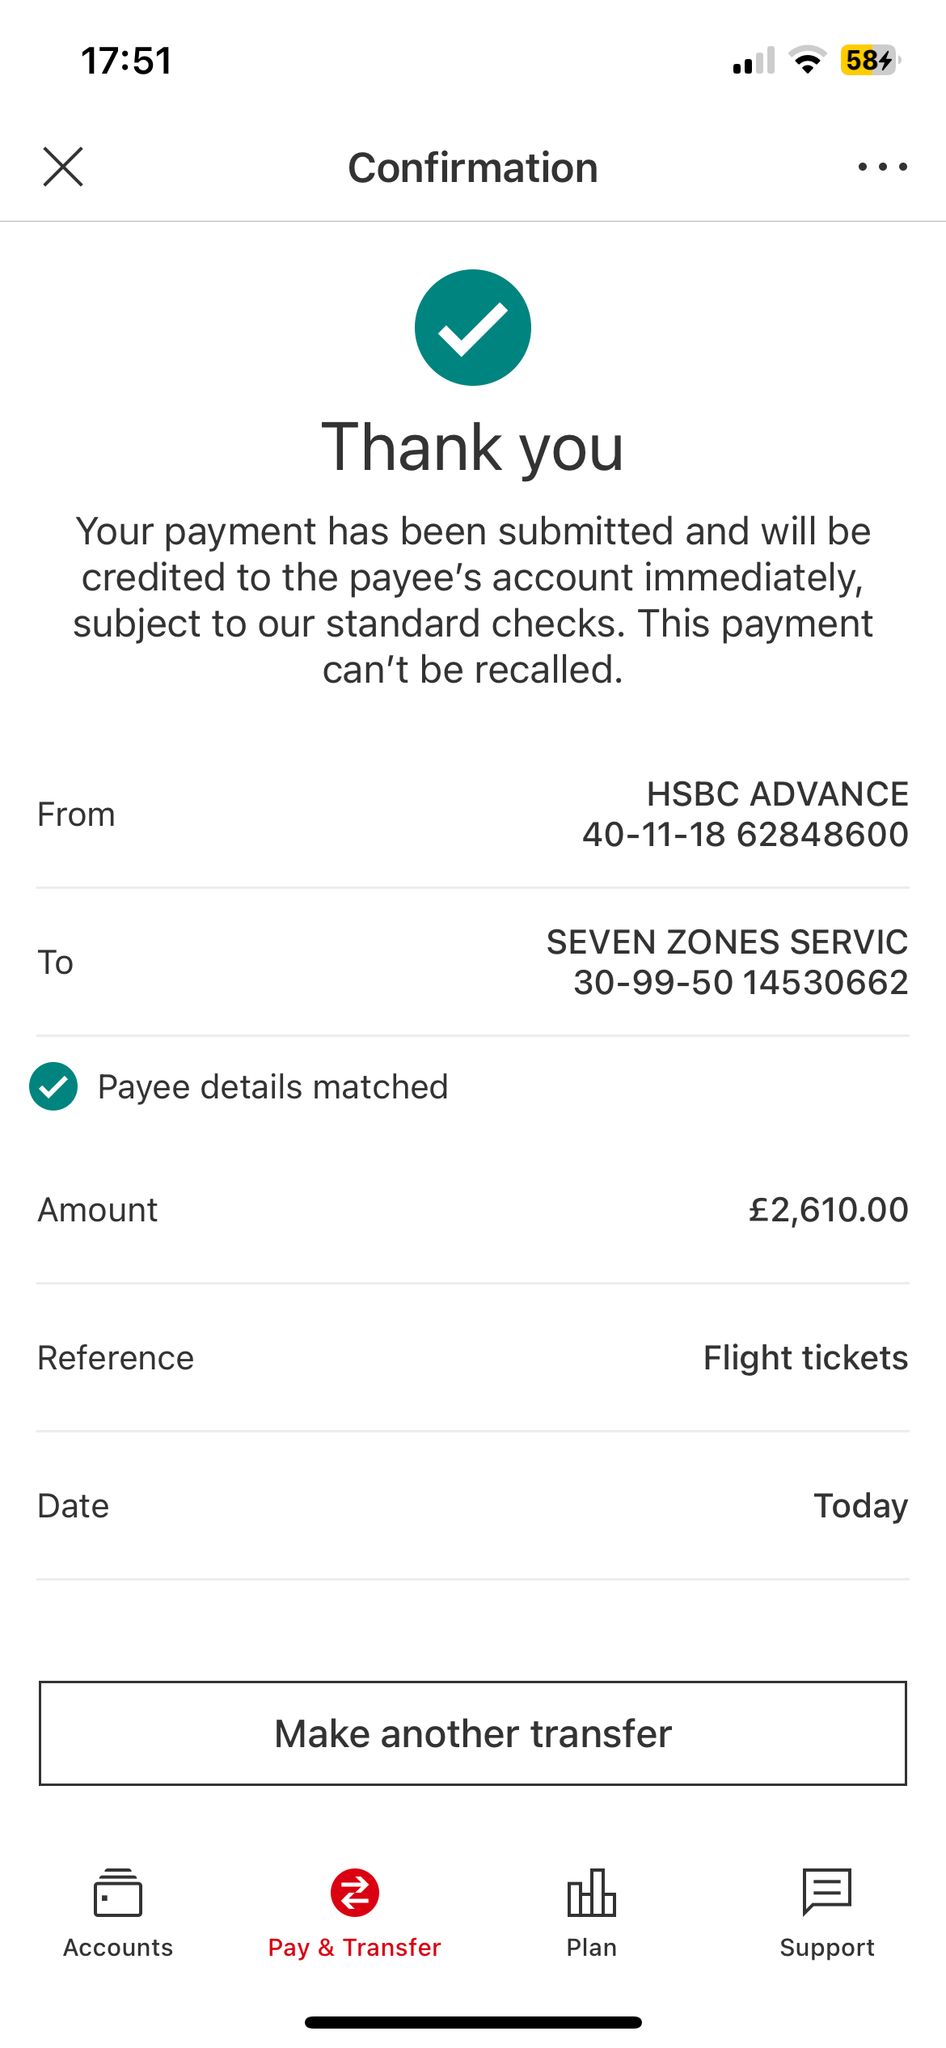 17:51
58
Confirmation
Thank you
Your payment has been submitted and will be
credited to the payee's account immediately,
subject to our standard checks. This payment
can't be recalled.
From
HSBC ADVANCE
40-11-18 62848600
To
SEVEN ZONES SERVIC
30-99-50 14530662
Payee details matched
Amount
£2,610.00
Reference
Flight tickets
Date
Today
Make another transfer
Accounts
Pay & Transfer
Plan
Support